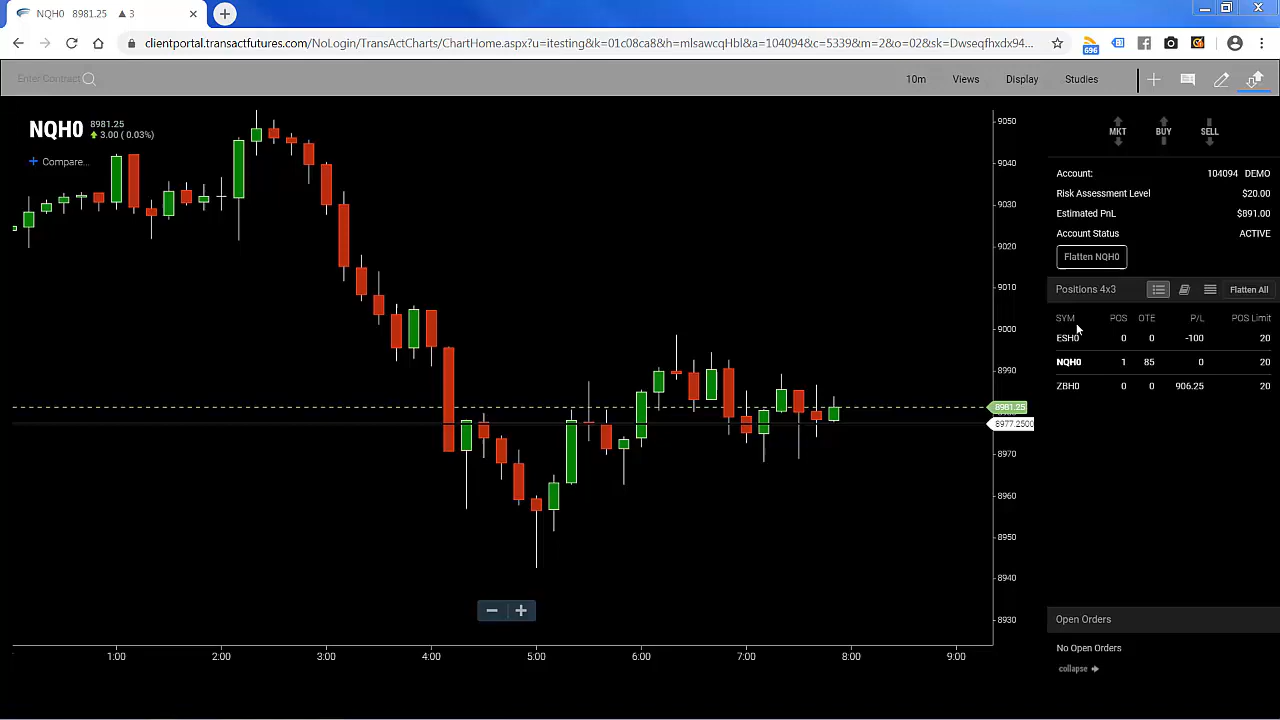 NQH0 8981.25 ▲ 3
clientportal.transactfutures.com/NoLogin/TransActCharts/ChartHome.aspx?u=itesting&k=01c08ca8&h=mlsawcqHbl&a=104094&c=5339&m=2&o=02&sk=Dwseqfhxdx94...
696
Enter Contract
10m Views Display Studies
NQH0 8981.25
3.00 ( 0.03%)
+ Compare...
MKT BUY SELL
Account: 104094 DEMO
Risk Assessment Level $20.00
Estimated PnL $891.00
Account Status ACTIVE
Flatten NQH0
Positions 4x3 Flatten All
SYM POS OTE P/L POS Limit
ESH0 0 0 -100 20
NQH0 1 85 0 20
ZBH0 0 0 906.25 20
9050
9040
9030
9020
9010
9000
8990
8981.25
8977.2500
8970
8960
8950
8940
8930
− +
1:00 2:00 3:00 4:00 5:00 6:00 7:00 8:00 9:00
Open Orders
No Open Orders
collapse